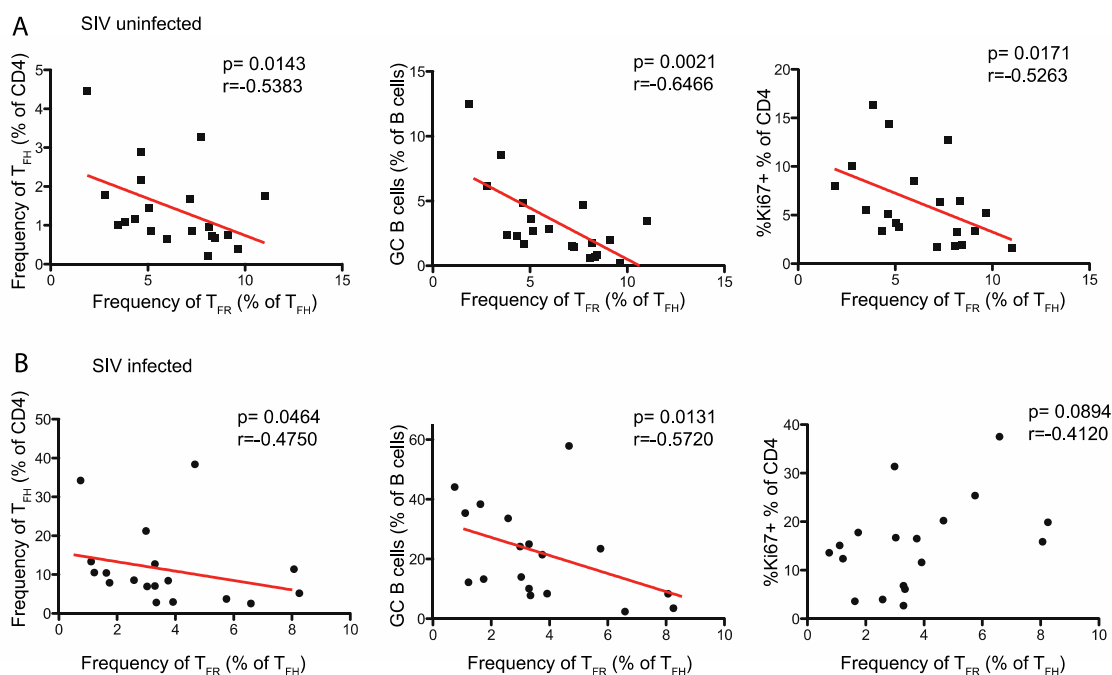 A SIV uninfected
p= 0.0143
r=-0.5383
Frequency of TFH (% of CD4)
5
4
3
2
1
0
0 5 10 15
Frequency of TFR (% of TFH)
p= 0.0021
r=-0.6466
GC B cells (% of B cells)
15
10
5
0
0 5 10 15
Frequency of TFR (% of TFH)
p= 0.0171
r=-0.5263
%Ki67+ % of CD4
20
15
10
5
0
0 5 10 15
Frequency of TFR (% of TFH)
B SIV infected
p= 0.0464
r=-0.4750
Frequency of TFH (% of CD4)
50
40
30
20
10
0
0 2 4 6 8 10
Frequency of TFR (% of TFH)
p= 0.0131
r=-0.5720
GC B cells (% of B cells)
60
40
20
0
0 2 4 6 8 10
Frequency of TFR (% of TFH)
p= 0.0894
r=-0.4120
%Ki67+ % of CD4
40
30
20
10
0
0 2 4 6 8 10
Frequency of TFR (% of TFH)